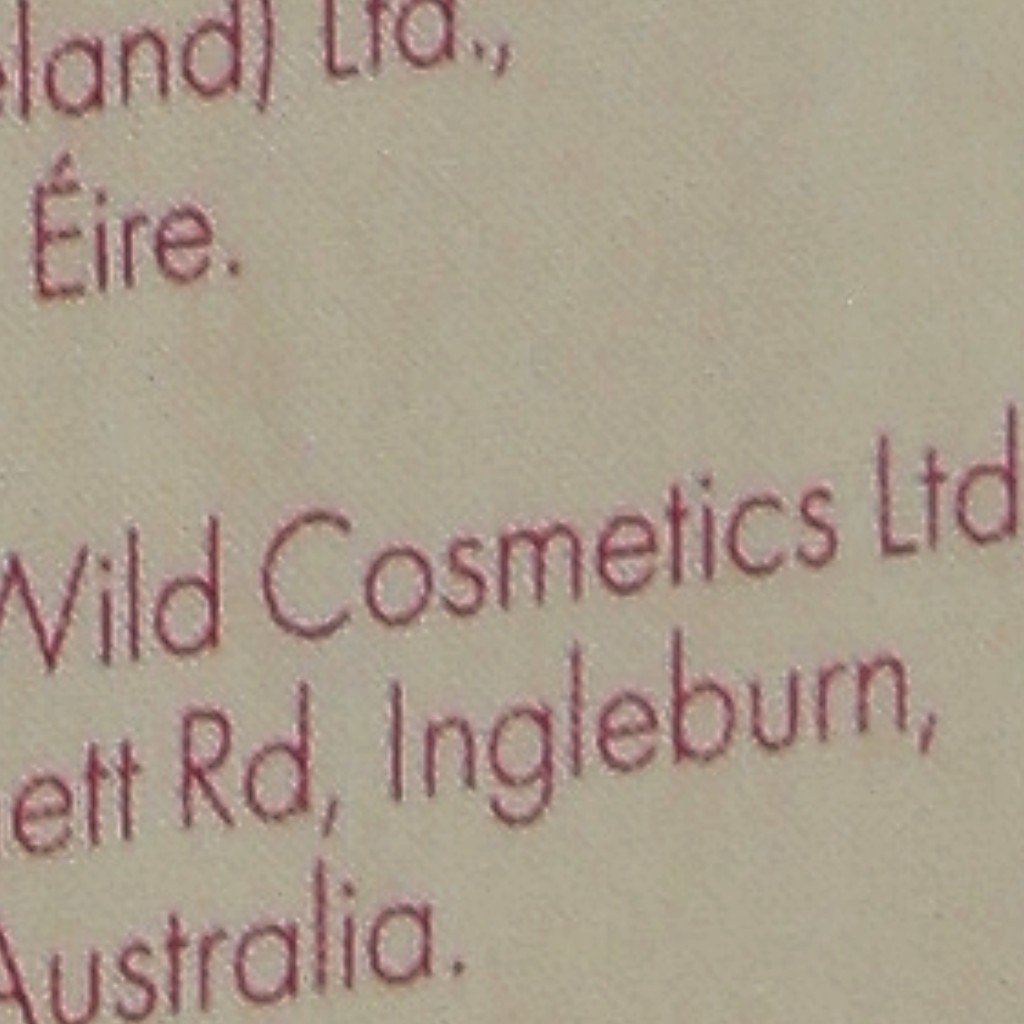 eland) Ltd.,
Éire.
Wild Cosmetics Ltd
ett Rd, Ingleburn,
Australia.